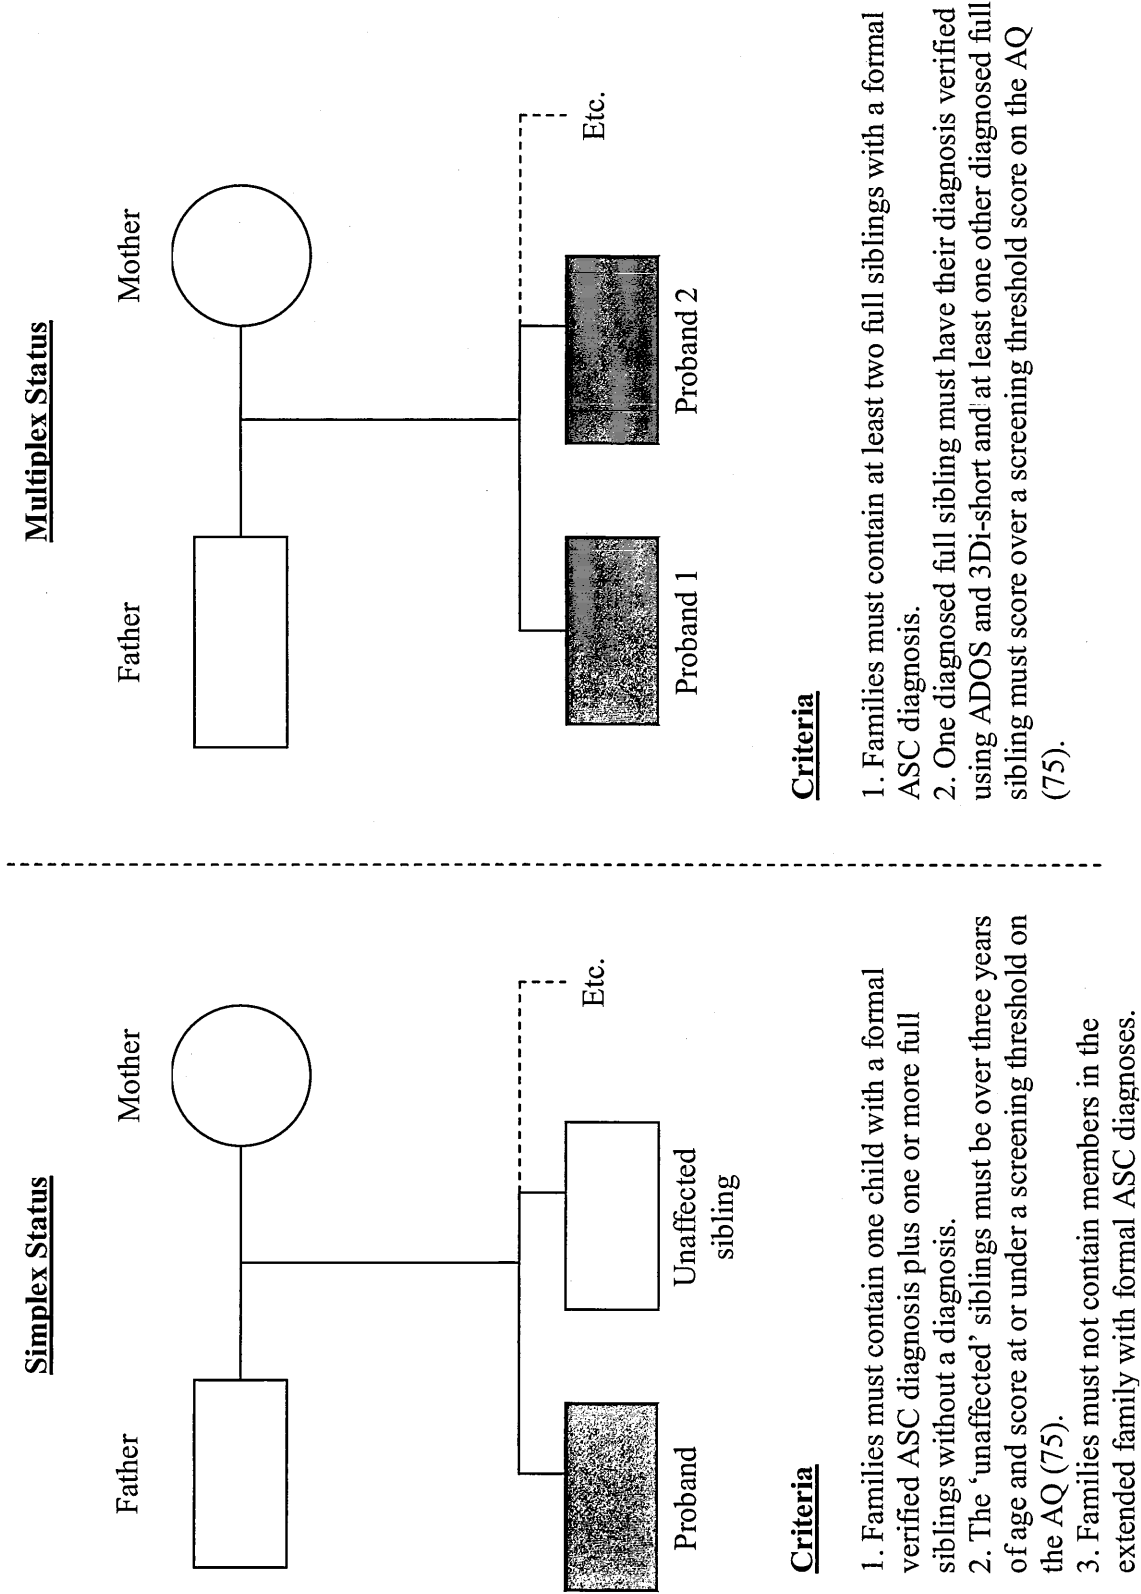 Simplex Status
Father
Mother
Proband
Unaffected
sibling
Etc.
Criteria
1. Families must contain one child with a formal
verified ASC diagnosis plus one or more full
siblings without a diagnosis.
2. The ‘unaffected’ siblings must be over three years
of age and score at or under a screening threshold on
the AQ (75).
3. Families must not contain members in the
extended family with formal ASC diagnoses.
Multiplex Status
Father
Mother
Proband 1
Proband 2
Etc.
Criteria
1. Families must contain at least two full siblings with a formal
ASC diagnosis.
2. One diagnosed full sibling must have their diagnosis verified
using ADOS and 3Di-short and at least one other diagnosed full
sibling must score over a screening threshold score on the AQ
(75).